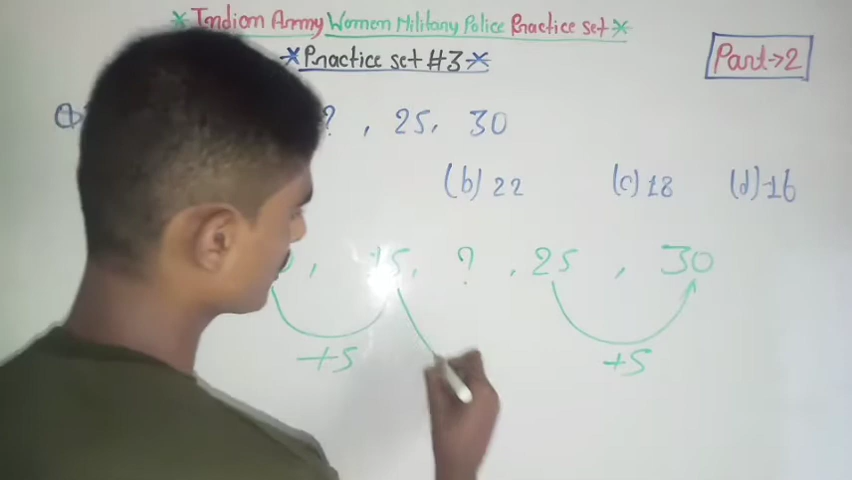 *Indian Army Women Military Police Practice set*
*Practice set #3*
Part→2
? , 25, 30
(b) 22 (c) 18 (d) 16
, 15, ? , 25 , 30
+5 +5